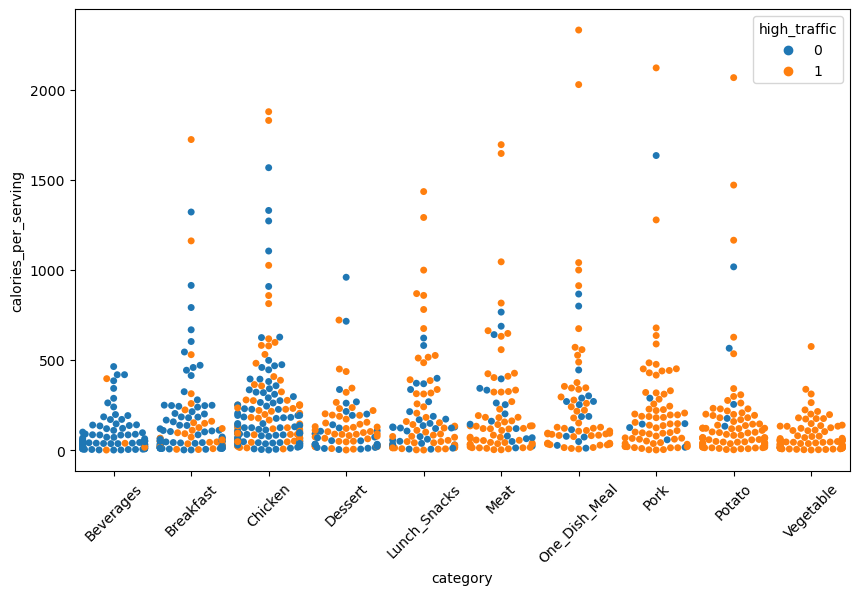 high_traffic
0
1
calories_per_serving
2000
1500
1000
500
0
Beverages
Breakfast
Chicken
Dessert
Lunch_Snacks
Meat
One_Dish_Meal
Pork
Potato
Vegetable
category